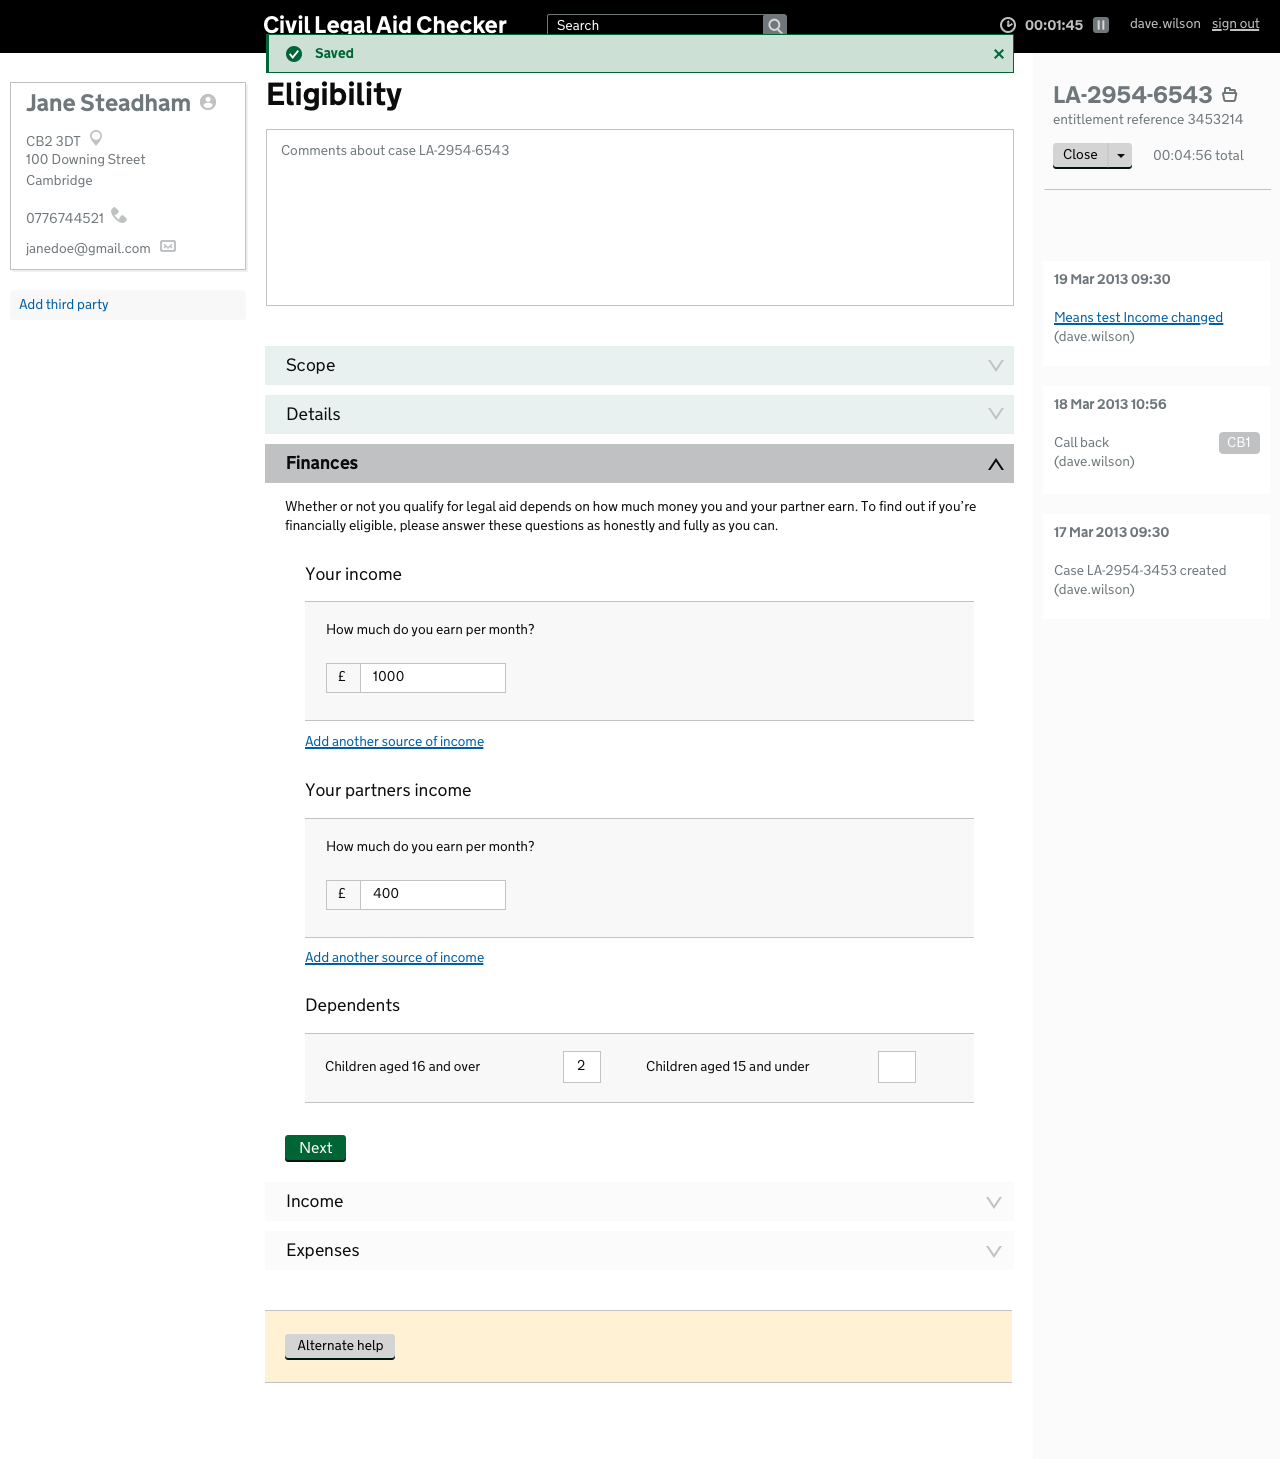 Civil Legal Aid Checker
Search
00:01:45
dave.wilson sign out
Saved
Jane Steadham
CB2 3DT
100 Downing Street
Cambridge
0776744521
janedoe@gmail.com
Add third party
Eligibility
Comments about case LA-2954-6543
Scope
Details
Finances
Whether or not you qualify for legal aid depends on how much money you and your partner earn. To find out if you’re
financially eligible, please answer these questions as honestly and fully as you can.
Your income
How much do you earn per month?
£ 1000
Add another source of income
Your partners income
How much do you earn per month?
£ 400
Add another source of income
Dependents
Children aged 16 and over 2 Children aged 15 and under
Next
Income
Expenses
Alternate help
LA-2954-6543
entitlement reference 3453214
Close 00:04:56 total
19 Mar 2013 09:30
Means test Income changed
(dave.wilson)
18 Mar 2013 10:56
Call back CB1
(dave.wilson)
17 Mar 2013 09:30
Case LA-2954-3453 created
(dave.wilson)